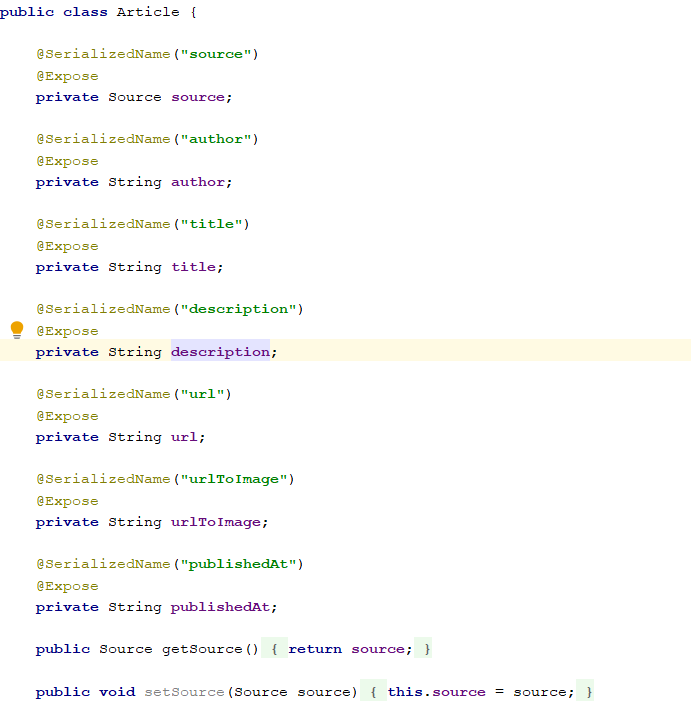 public class Article {
@SerializedName("source")
@Expose
private Source source;
@SerializedName("author")
@Expose
private String author;
@SerializedName("title")
@Expose
private String title;
@SerializedName("description")
@Expose
private String description;
@SerializedName("url")
@Expose
private String url;
@SerializedName("urlToImage")
@Expose
private String urlToImage;
@SerializedName("publishedAt")
@Expose
private String publishedAt;
public Source getSource() { return source; }
public void setSource(Source source) { this.source = source; }